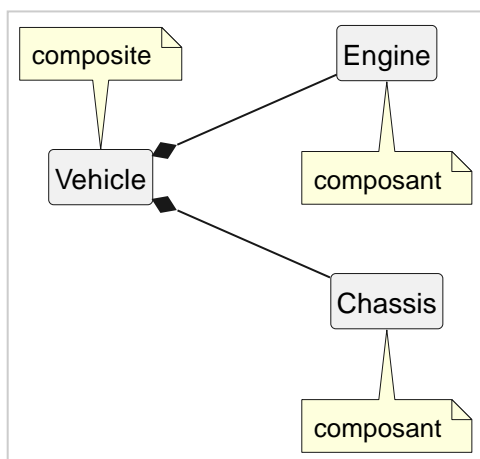 composite
Engine
Vehicle
composant
Chassis
composant